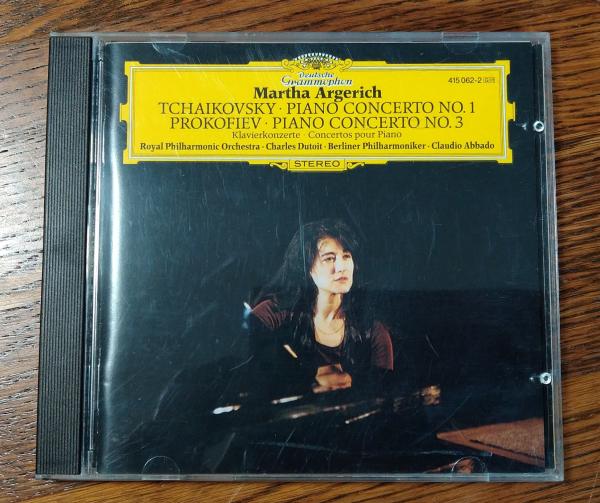 deutsche
Grammophon
415 062-2
Martha Argerich
TCHAIKOVSKY · PIANO CONCERTO NO. 1
PROKOFIEV · PIANO CONCERTO NO. 3
Klavierkonzerte · Concertos pour Piano
Royal Philharmonic Orchestra · Charles Dutoit · Berliner Philharmoniker · Claudio Abbado
STEREO